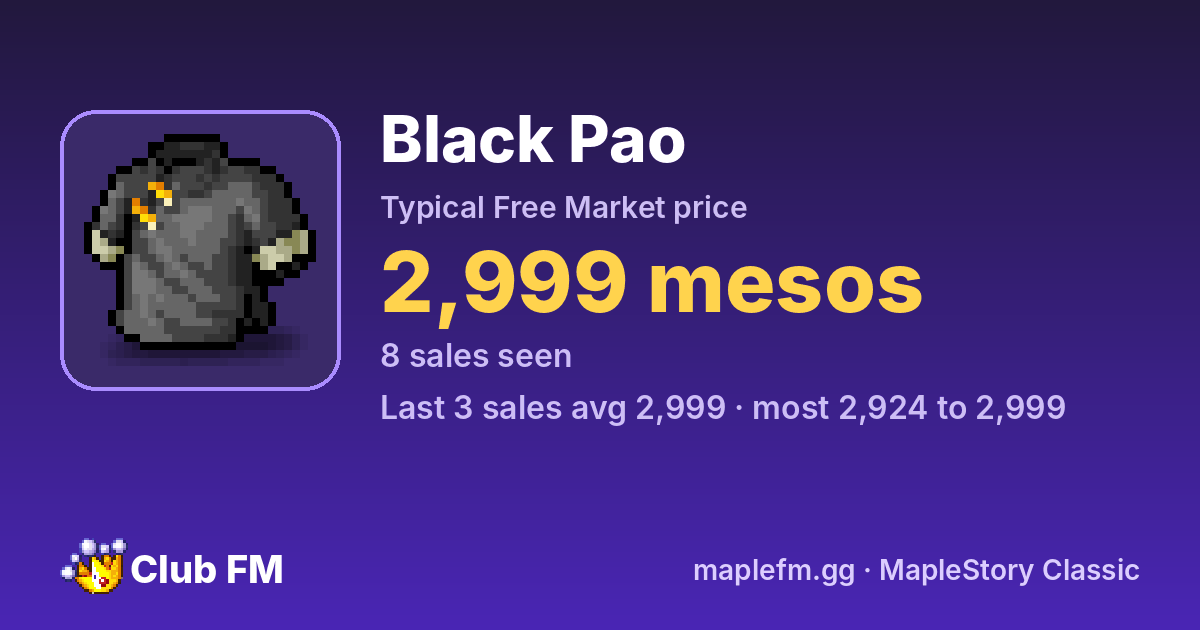 Black Pao
Typical Free Market price
2,999 mesos
8 sales seen
Last 3 sales avg 2,999 · most 2,924 to 2,999
Club FM
maplefm.gg · MapleStory Classic